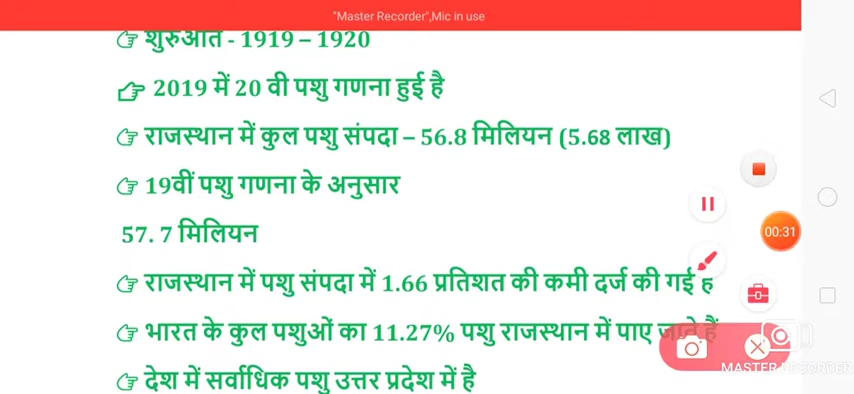 "Master Recorder",Mic in use
👉 शुरुआत - 1919 – 1920
👉 2019 में 20 वी पशु गणना हुई है
👉 राजस्थान में कुल पशु संपदा – 56.8 मिलियन (5.68 लाख)
👉 19वीं पशु गणना के अनुसार
57. 7 मिलियन
00:31
👉 राजस्थान में पशु संपदा में 1.66 प्रतिशत की कमी दर्ज की गई है
👉 भारत के कुल पशुओं का 11.27% पशु राजस्थान में पाए जाते हैं
MASTER RECORDER
👉 देश में सर्वाधिक पशु उत्तर प्रदेश में है